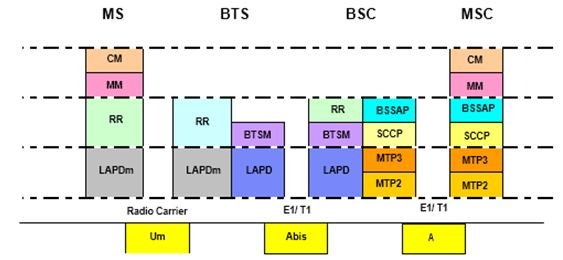 MS BTS BSC MSC
CM CM
MM MM
RR RR RR BSSAP BSSAP
BTSM BTSM SCCP SCCP
LAPDm LAPDm LAPD LAPD MTP3 MTP3
MTP2 MTP2
Radio Carrier E1/ T1 E1/ T1
Um Abis A